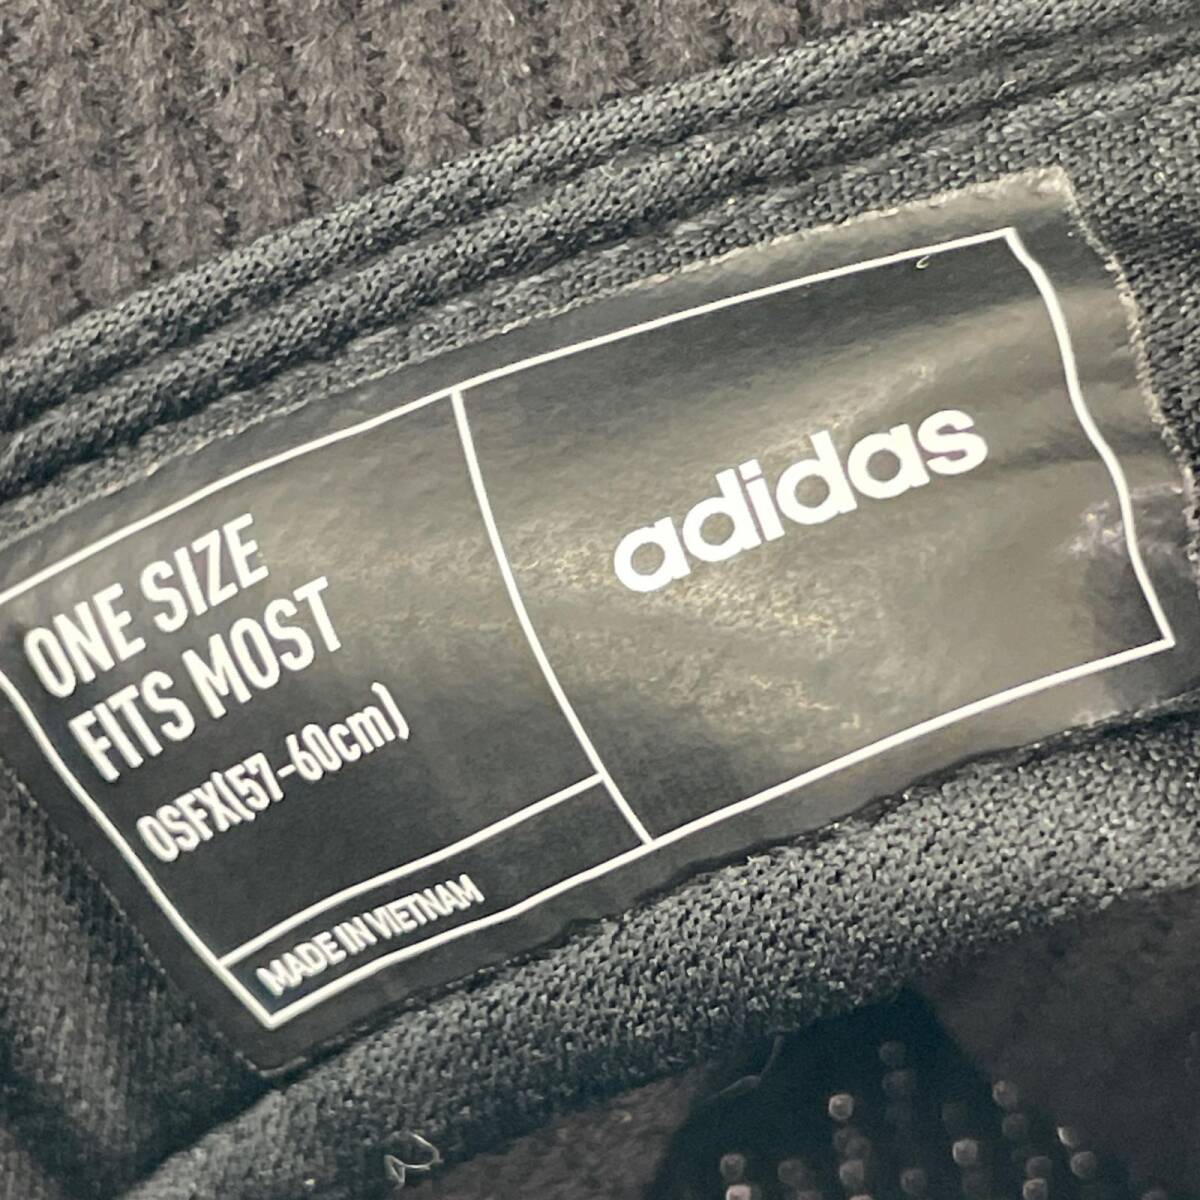 ONE SIZE
FITS MOST
OSFX(57-60cm)
MADE IN VIETNAM
adidas